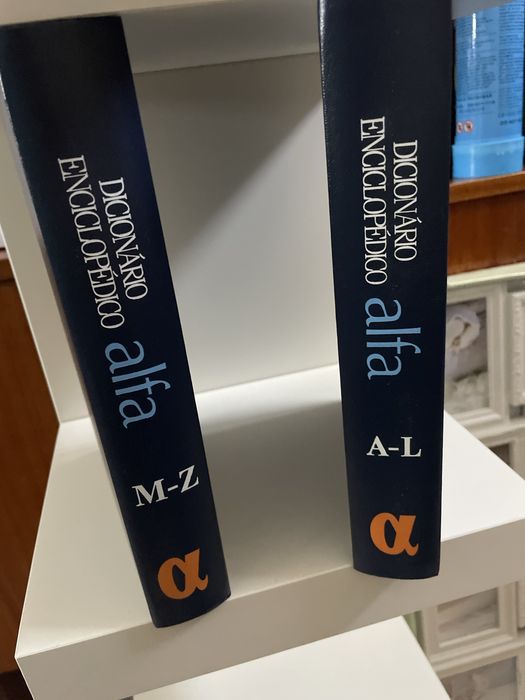 DICIONÁRIO
ENCICLOPÉDICO
alfa
M-Z
α
DICIONÁRIO
ENCICLOPÉDICO
alfa
A-L
α